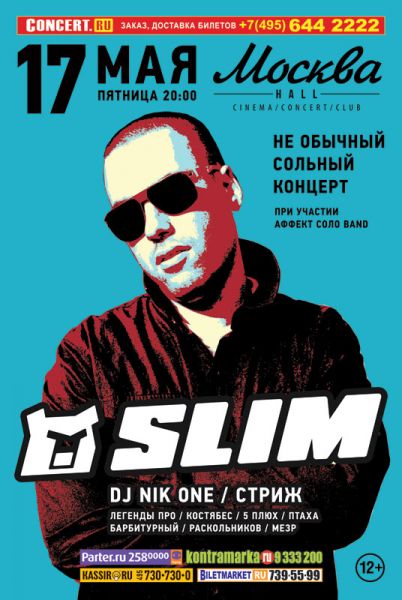 CONCERT.RU ЗАКАЗ, ДОСТАВКА БИЛЕТОВ +7(495) 644 2222
17 МАЯ
ПЯТНИЦА 20:00
Москва
HALL
CINEMA/CONCERT/CLUB
НЕ ОБЫЧНЫЙ
СОЛЬНЫЙ
КОНЦЕРТ
ПРИ УЧАСТИИ
АФФЕКТ СОЛО BAND
SLIM
DJ NIK ONE / СТРИЖ
ЛЕГЕНДЫ ПРО / КОСТЯБЕС / 5 ПЛЮХ / ПТАХА
БАРБИТУРНЫЙ / РАСКОЛЬНИКОВ / МЕЗР
Parter.ru 2580000 kontramarka.ru 9 333 200
KASSIR.RU 730-730-0 BILETMARKET.RU 739-55-99
12+